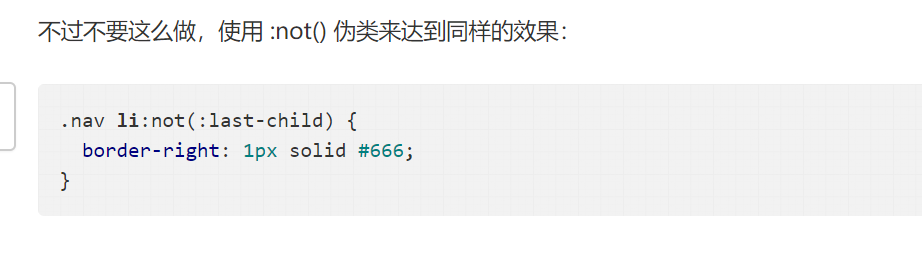 不过不要这么做，使用 :not() 伪类来达到同样的效果：
.nav li:not(:last-child) {
  border-right: 1px solid #666;
}